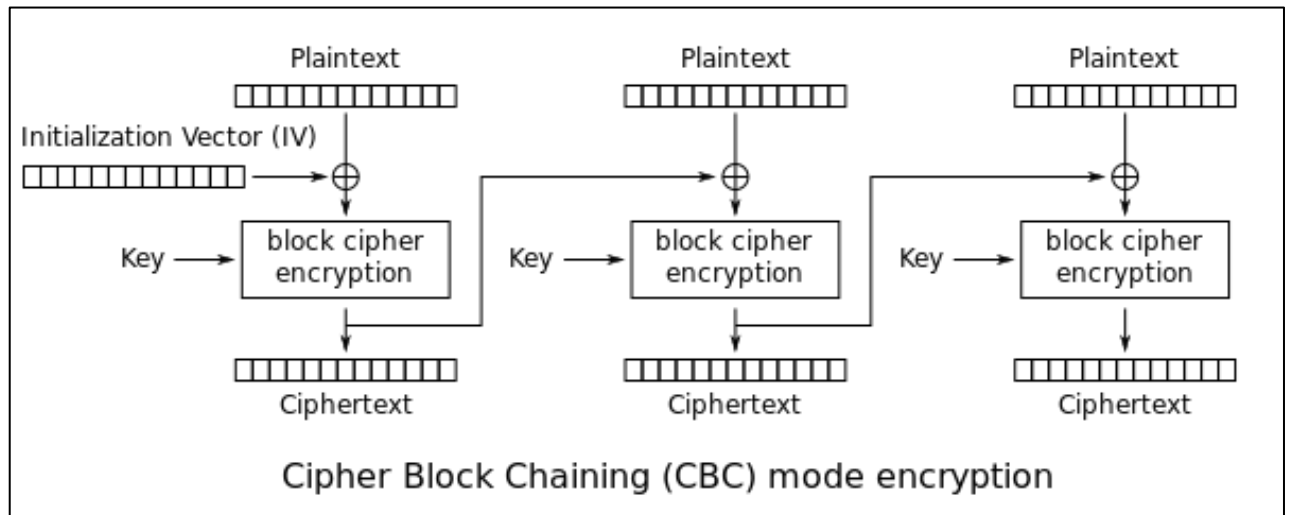 Plaintext
Plaintext
Plaintext
Initialization Vector (IV)
Key
block cipher
encryption
Key
block cipher
encryption
Key
block cipher
encryption
Ciphertext
Ciphertext
Ciphertext
Cipher Block Chaining (CBC) mode encryption